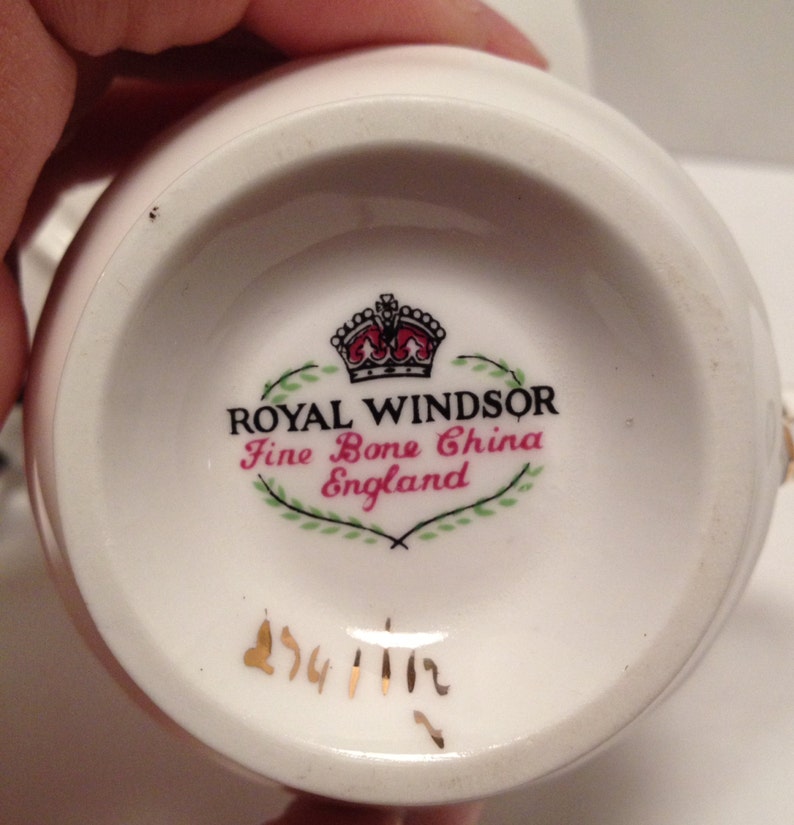 ROYAL WINDSOR
Fine Bone China
England